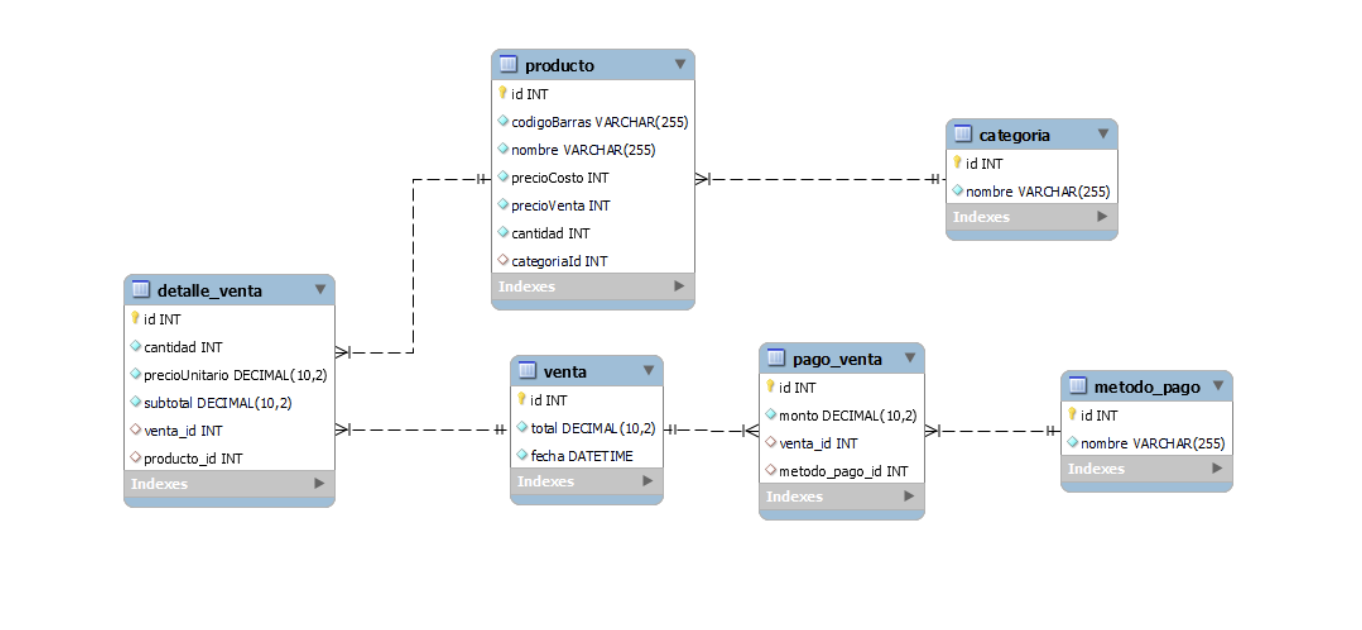 producto
id INT
codigoBarras VARCHAR(255)
nombre VARCHAR(255)
precioCosto INT
precioVenta INT
cantidad INT
categoriaId INT
Indexes
categoria
id INT
nombre VARCHAR(255)
Indexes
detalle_venta
id INT
cantidad INT
precioUnitario DECIMAL(10,2)
subtotal DECIMAL(10,2)
venta_id INT
producto_id INT
Indexes
venta
id INT
total DECIMAL(10,2)
fecha DATETIME
Indexes
pago_venta
id INT
monto DECIMAL(10,2)
venta_id INT
metodo_pago_id INT
Indexes
metodo_pago
id INT
nombre VARCHAR(255)
Indexes